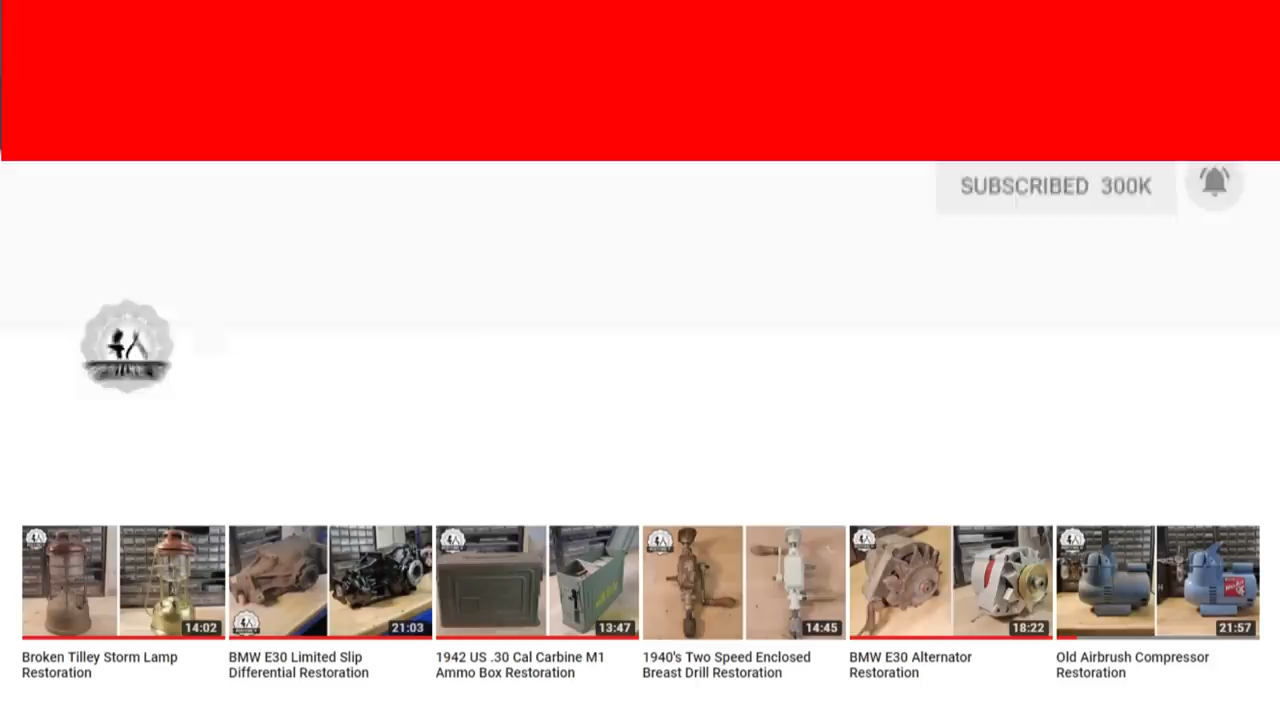 SUBSCRIBED 300K
14:02
21:03
13:47
14:45
18:22
21:57
Broken Tilley Storm Lamp
Restoration
BMW E30 Limited Slip
Differential Restoration
1942 US .30 Cal Carbine M1
Ammo Box Restoration
1940's Two Speed Enclosed
Breast Drill Restoration
BMW E30 Alternator
Restoration
Old Airbrush Compressor
Restoration